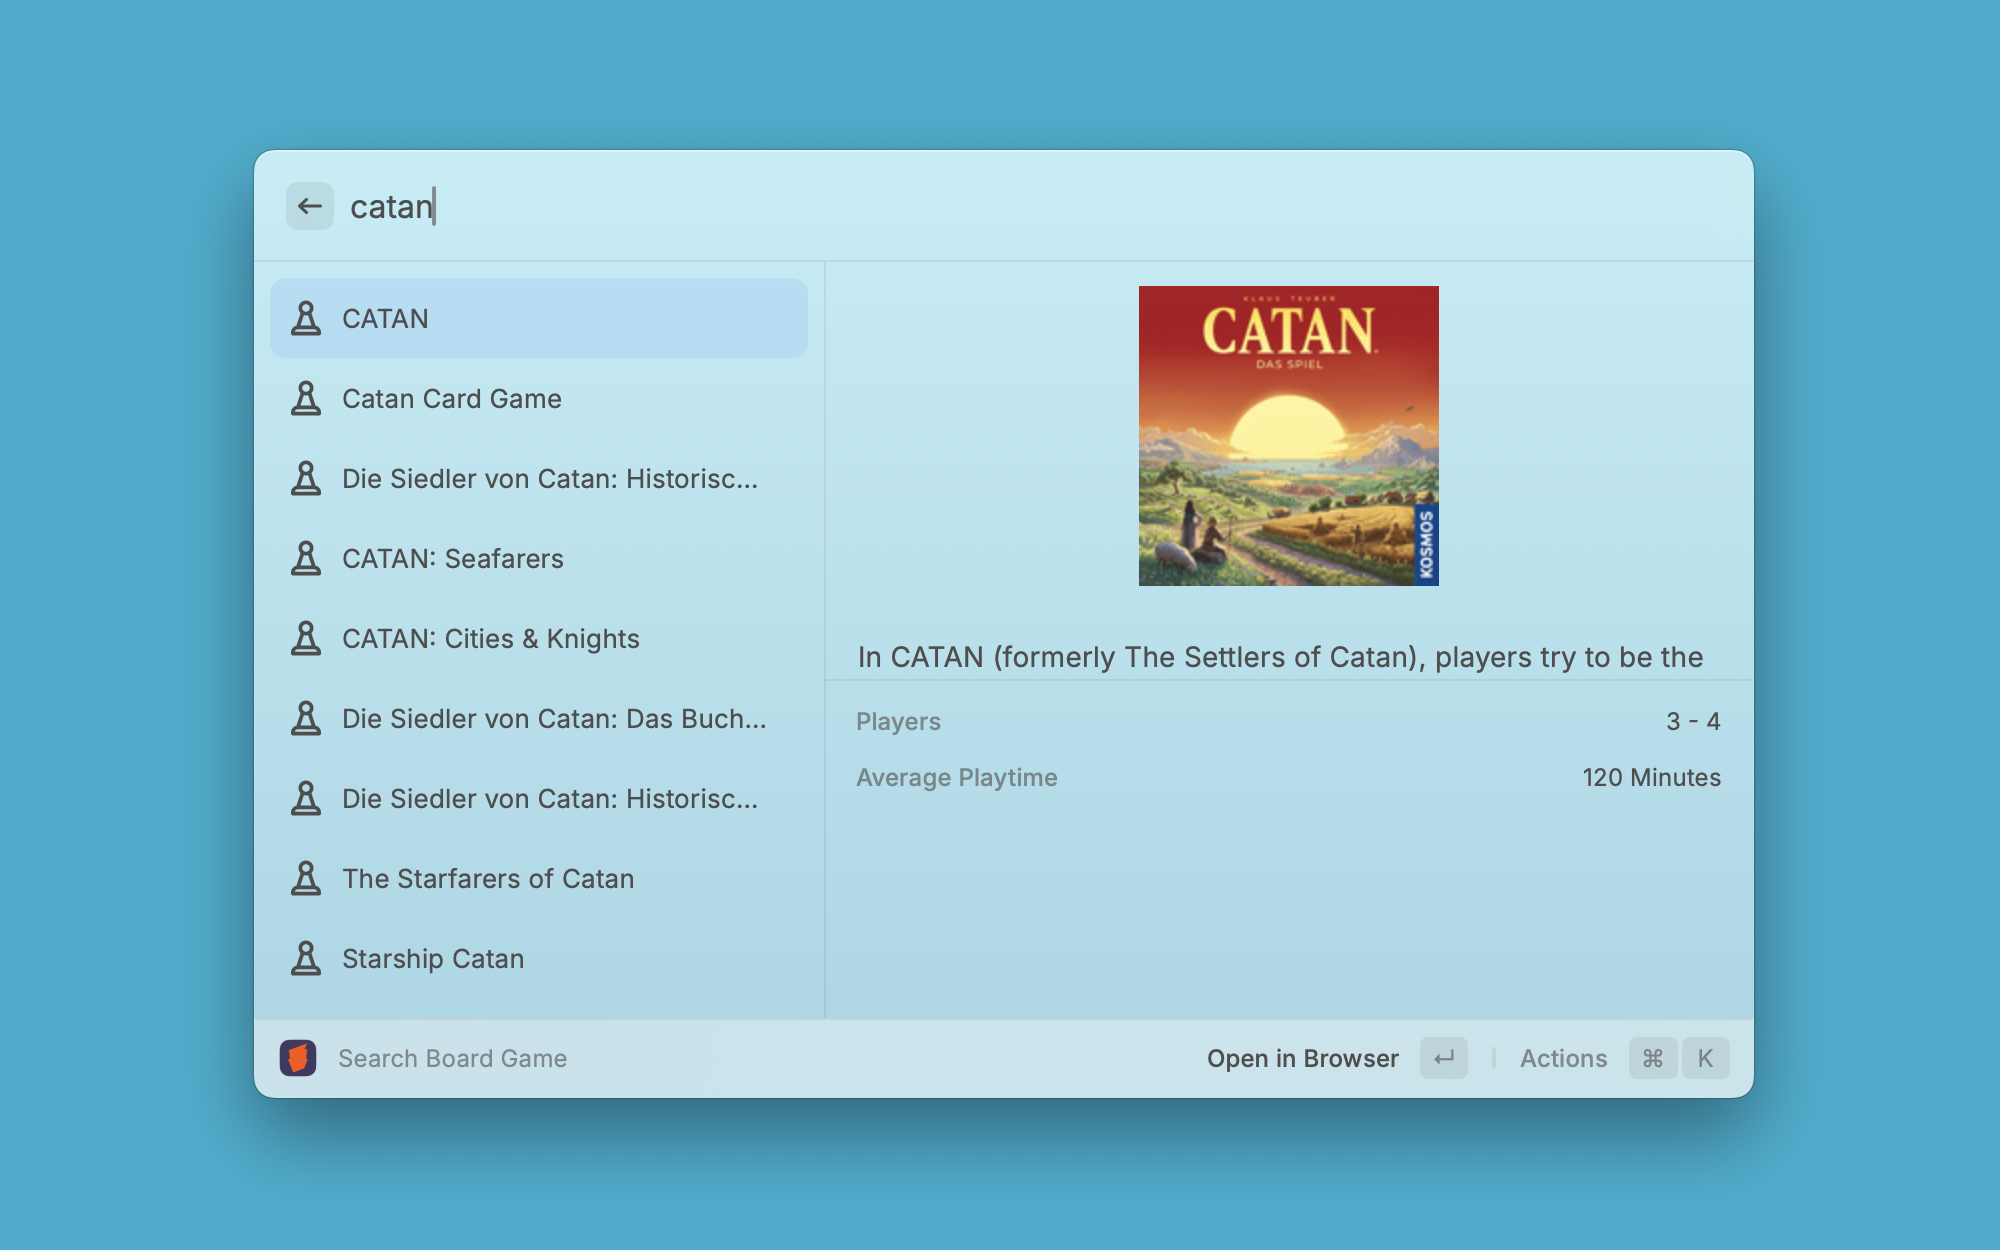 catan
CATAN
Catan Card Game
Die Siedler von Catan: Historisc...
CATAN: Seafarers
CATAN: Cities & Knights
Die Siedler von Catan: Das Buch...
Die Siedler von Catan: Historisc...
The Starfarers of Catan
Starship Catan
KLAUS TEUBER
CATAN
DAS SPIEL
KOSMOS
In CATAN (formerly The Settlers of Catan), players try to be the
Players 3 - 4
Average Playtime 120 Minutes
Search Board Game Open in Browser Actions ⌘ K